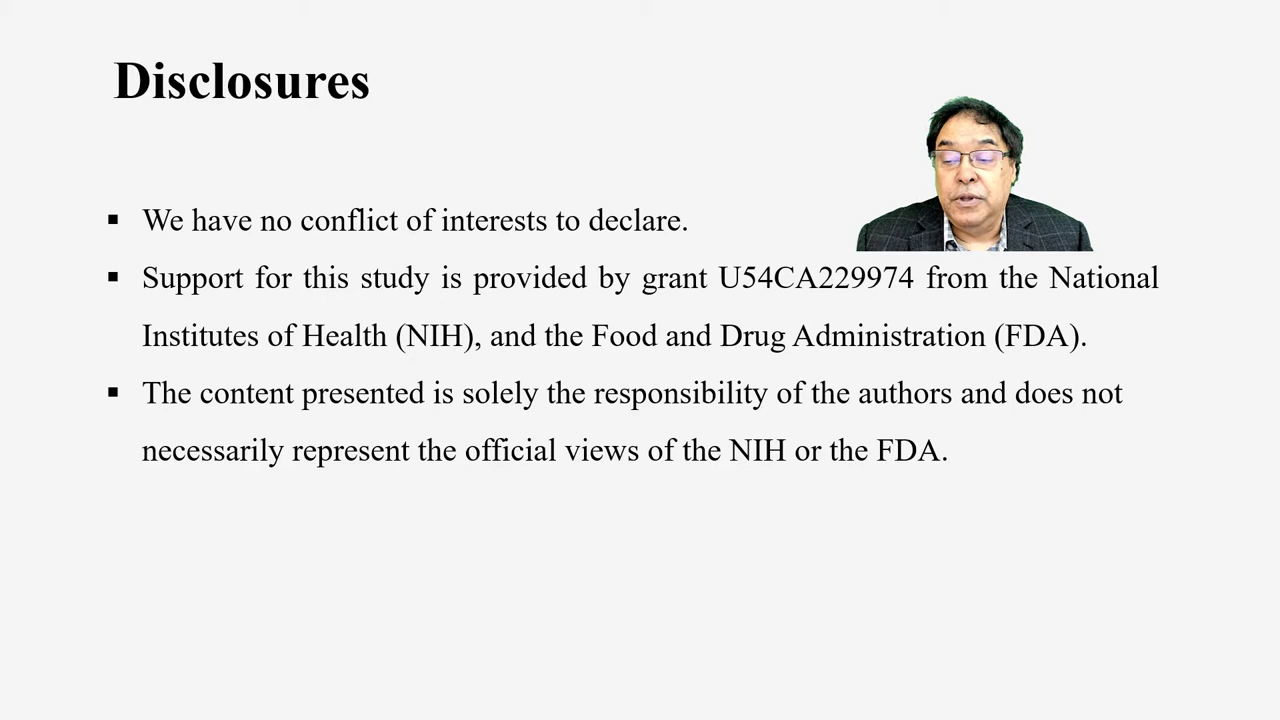 Disclosures
▪ We have no conflict of interests to declare.
▪ Support for this study is provided by grant U54CA229974 from the National
Institutes of Health (NIH), and the Food and Drug Administration (FDA).
▪ The content presented is solely the responsibility of the authors and does not
necessarily represent the official views of the NIH or the FDA.